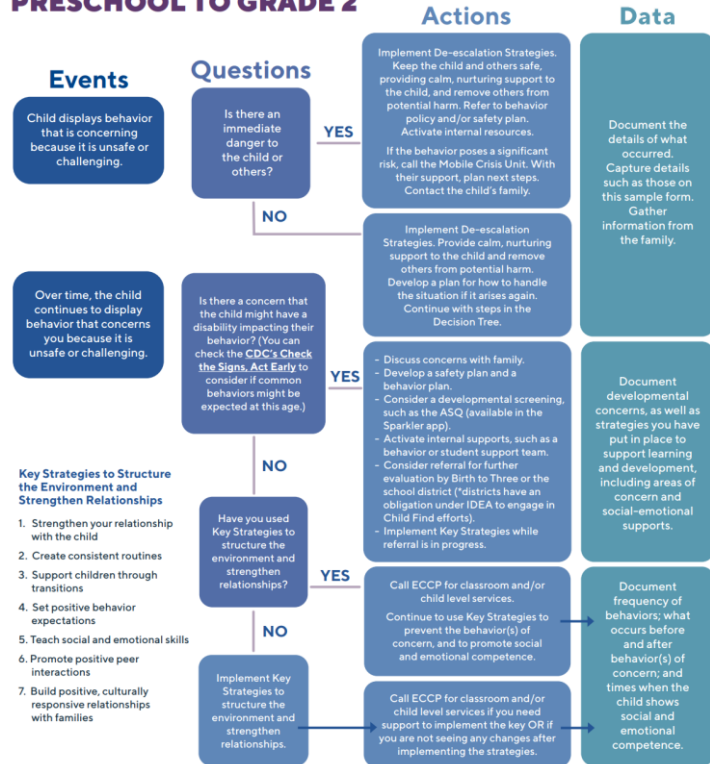 PRESCHOOL TO GRADE 2
Events
Questions
Actions
Data
Child displays behavior
that is concerning
because it is unsafe or
challenging.
Is there an
immediate
danger to
the child or
others?
YES
Implement De-escalation Strategies.
Keep the child and others safe,
providing calm, nurturing support to
the child, and remove others from
potential harm. Refer to behavior
policy and/or safety plan.
Activate internal resources.
If the behavior poses a significant
risk, call the Mobile Crisis Unit. With
their support, plan next steps.
Contact the child's family.
Document the
details of what
occurred.
Capture details
such as those on
this sample form.
Gather
information from
the family.
NO
Implement De-escalation
Strategies. Provide calm, nurturing
support to the child and remove
others from potential harm.
Develop a plan for how to handle
the situation if it arises again.
Continue with steps in the
Decision Tree.
Over time, the child
continues to display
behavior that concerns
you because it is
unsafe or challenging.
Is there a concern that
the child might have a
disability impacting their
behavior? (You can
check the CDC's Check
the Signs, Act Early to
consider if common
behaviors might be
expected at this age.)
YES
- Discuss concerns with family.
- Develop a safety plan and a
behavior plan.
- Consider a developmental screening,
such as the ASQ (available in the
Sparkler app).
- Activate internal supports, such as a
behavior or student support team.
- Consider referral for further
evaluation by Birth to Three or the
school district (*districts have an
obligation under IDEA to engage in
Child Find efforts).
- Implement Key Strategies while
referral is in progress.
Document
developmental
concerns, as well as
strategies you have
put in place to
support learning
and development,
including areas of
concern and
social-emotional
supports.
NO
Key Strategies to Structure
the Environment and
Strengthen Relationships
1. Strengthen your relationship
with the child
2. Create consistent routines
3. Support children through
transitions
4. Set positive behavior
expectations
5. Teach social and emotional skills
6. Promote positive peer
interactions
7. Build positive, culturally
responsive relationships
with families
Have you used
Key Strategies to
structure the
environment and
strengthen
relationships?
YES
Call ECCP for classroom and/or
child level services.
Continue to use Key Strategies to
prevent the behavior(s) of
concern, and to promote social
and emotional competence.
Document
frequency of
behaviors; what
occurs before
and after
behavior(s) of
concern; and
times when the
child shows
social and
emotional
competence.
NO
Implement Key
Strategies to
structure the
environment and
strengthen
relationships.
Call ECCP for classroom and/or
child level services if you need
support to implement the key OR if
you are not seeing any changes after
implementing the strategies.